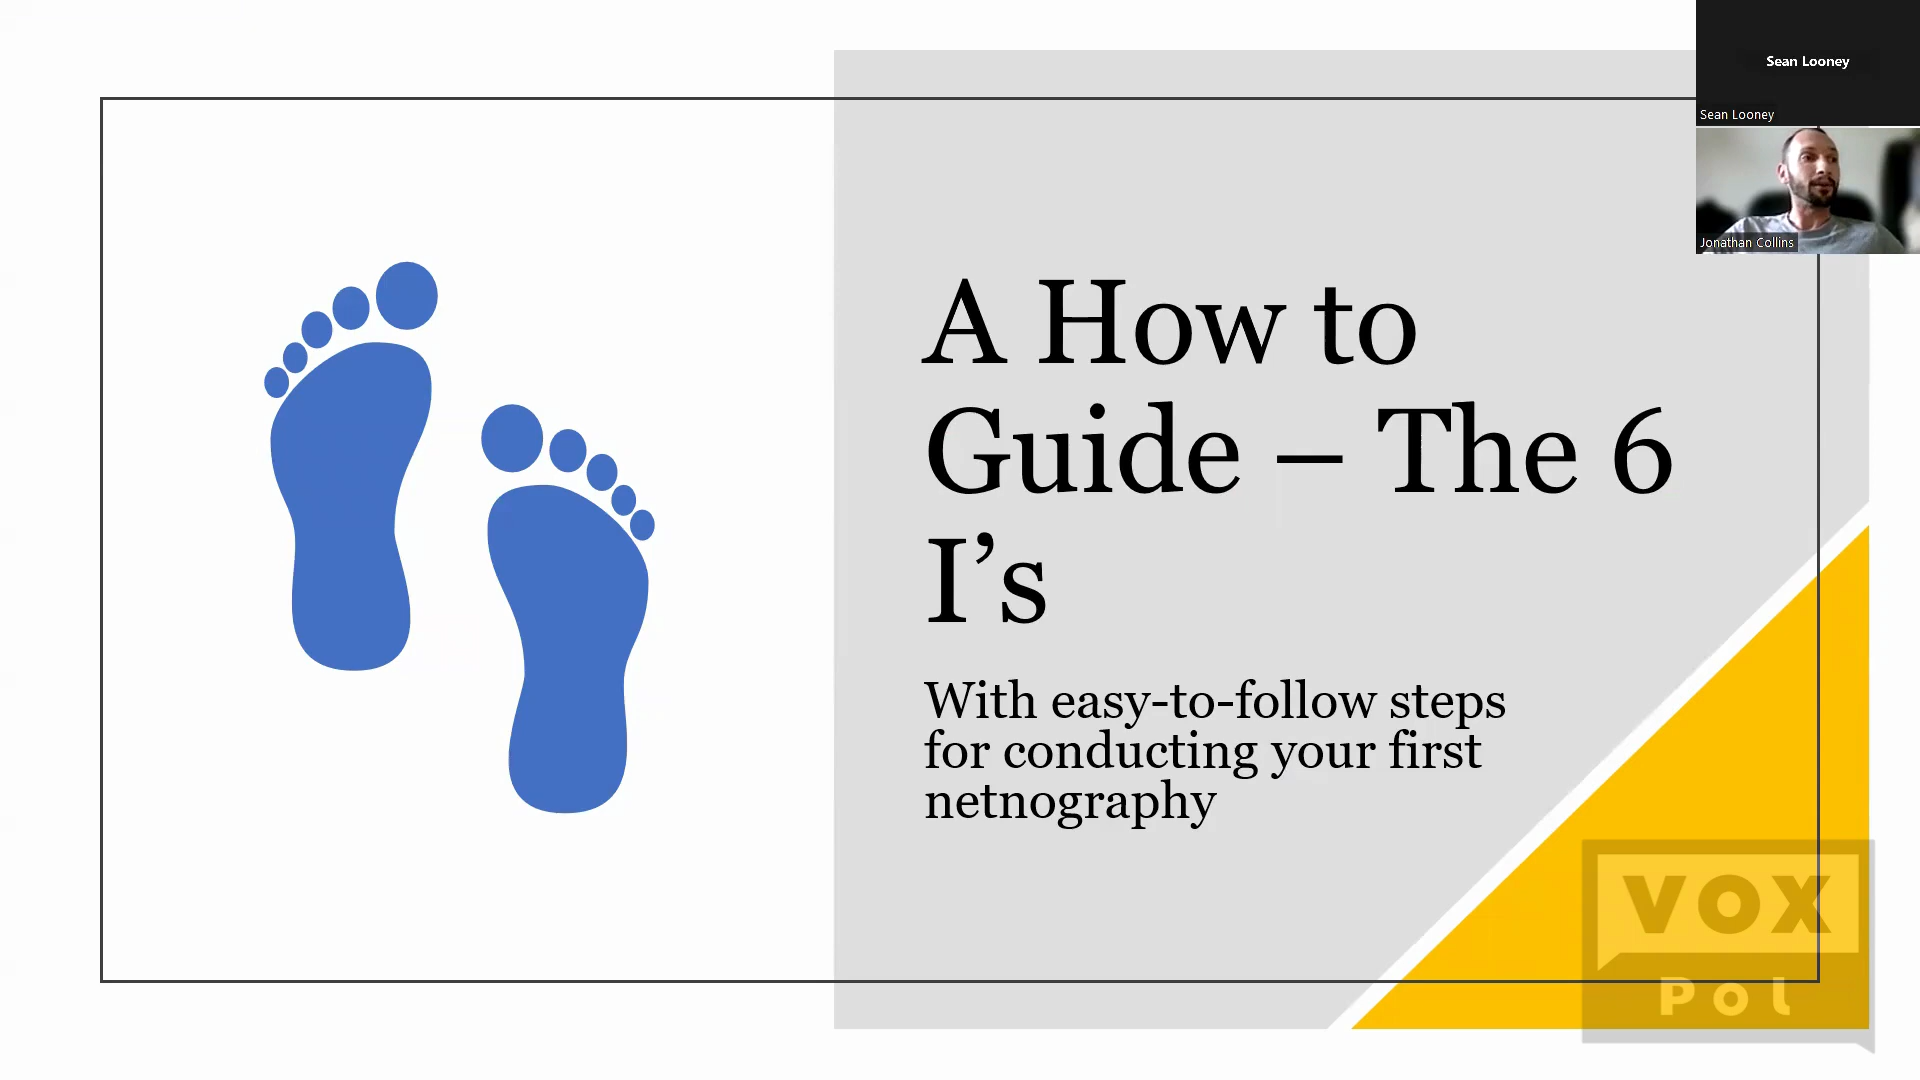 Sean Looney
Sean Looney
Jonathan Collins
A How to
Guide – The 6
I’s
With easy-to-follow steps
for conducting your first
netnography
VOX
Pol